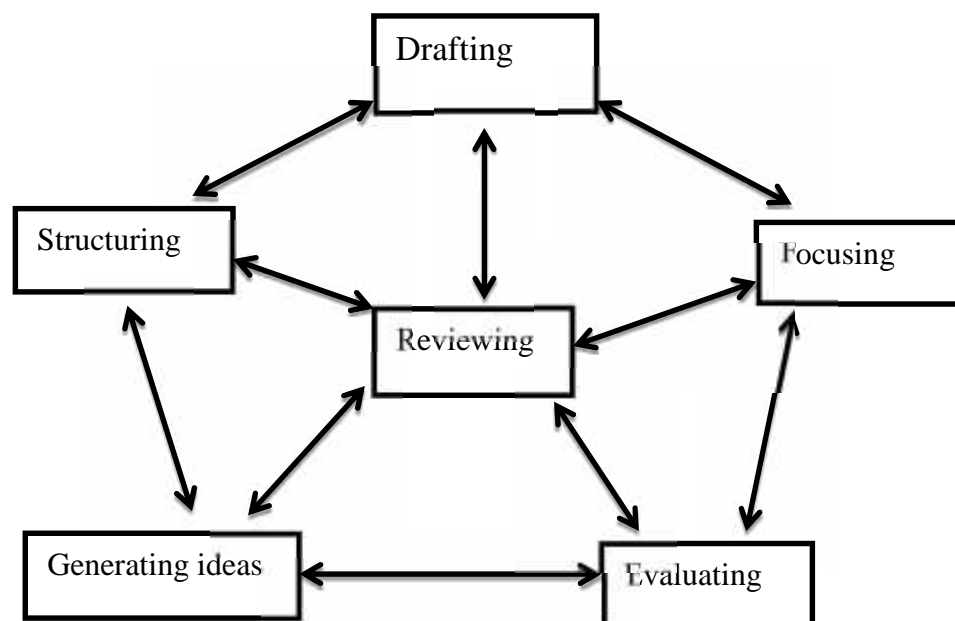 Drafting
Structuring
Focusing
Reviewing
Generating ideas
Evaluating